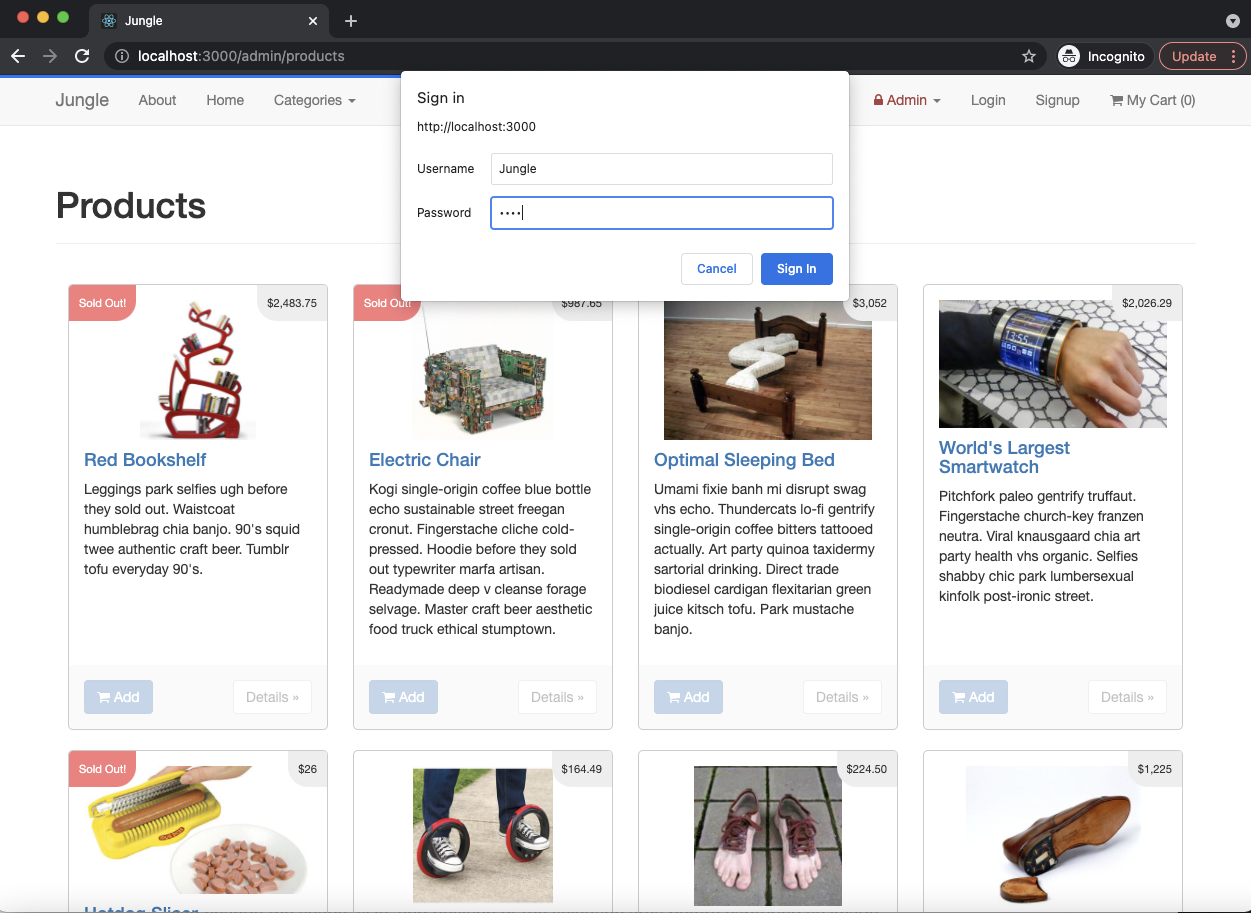 Jungle
localhost:3000/admin/products
Incognito
Update
Jungle
About
Home
Categories
Admin
Login
Signup
My Cart (0)
Sign in
http://localhost:3000
Username
Jungle
Password
••••
Cancel
Sign In
Products
Sold Out!
$2,483.75
Red Bookshelf
Leggings park selfies ugh before
they sold out. Waistcoat
humblebrag chia banjo. 90's squid
twee authentic craft beer. Tumblr
tofu everyday 90's.
Add
Details »
Sold Out!
$987.65
Electric Chair
Kogi single-origin coffee blue bottle
echo sustainable street freegan
cronut. Fingerstache cliche cold-
pressed. Hoodie before they sold
out typewriter marfa artisan.
Readymade deep v cleanse forage
selvage. Master craft beer aesthetic
food truck ethical stumptown.
Add
Details »
$3,052
Optimal Sleeping Bed
Umami fixie banh mi disrupt swag
vhs echo. Thundercats lo-fi gentrify
single-origin coffee bitters tattooed
actually. Art party quinoa taxidermy
sartorial drinking. Direct trade
biodiesel cardigan flexitarian green
juice kitsch tofu. Park mustache
banjo.
Add
Details »
$2,026.29
13:55
World's Largest
Smartwatch
Pitchfork paleo gentrify truffaut.
Fingerstache church-key franzen
neutra. Viral knausgaard chia art
party health vhs organic. Selfies
shabby chic park lumbersexual
kinfolk post-ironic street.
Add
Details »
Sold Out!
$26
Hotdog Slicer
$164.49
$224.50
$1,225